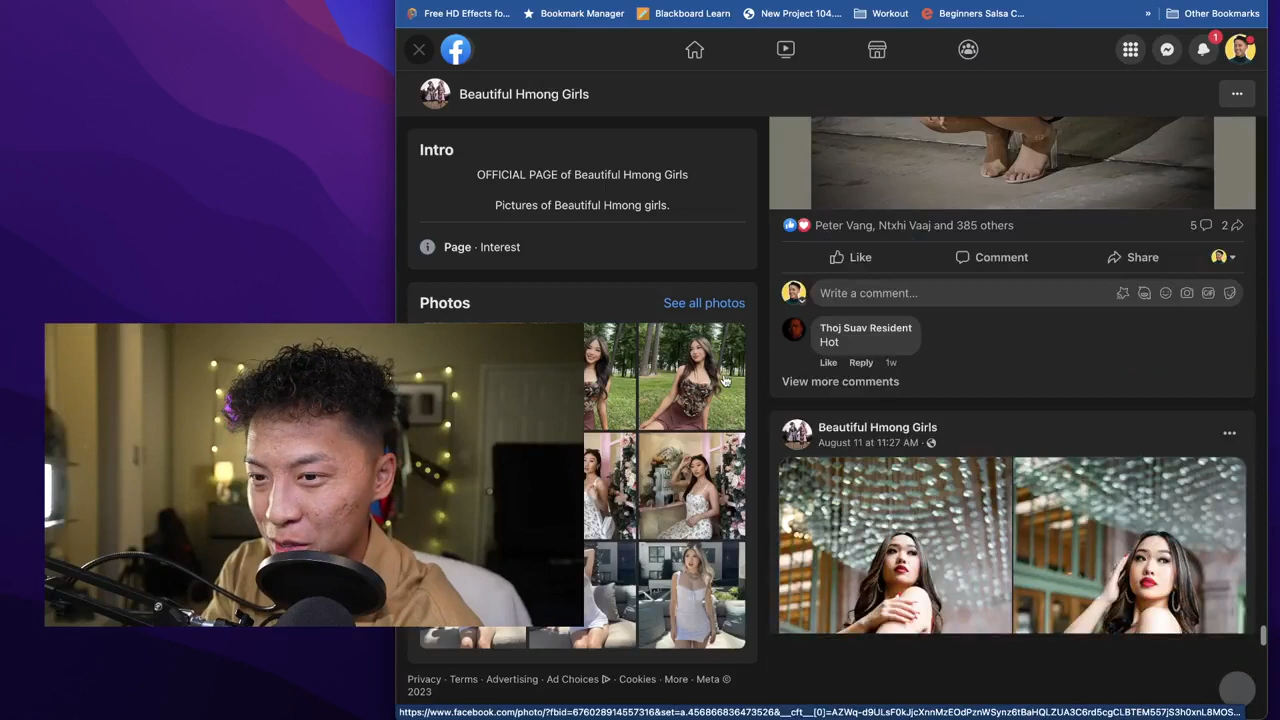 Free HD Effects fo...
Bookmark Manager
Blackboard Learn
New Project 104....
Workout
Beginners Salsa C...
»
Other Bookmarks
1
Beautiful Hmong Girls
Intro
OFFICIAL PAGE of Beautiful Hmong Girls
Pictures of Beautiful Hmong girls.
Page · Interest
Photos
See all photos
Privacy · Terms · Advertising · Ad Choices · Cookies · More · Meta ©
2023
Peter Vang, Ntxhi Vaaj and 385 others
5
2
Like
Comment
Share
Write a comment...
GIF
Thoj Suav Resident
Hot
Like Reply 1w
View more comments
Beautiful Hmong Girls
August 11 at 11:27 AM ·